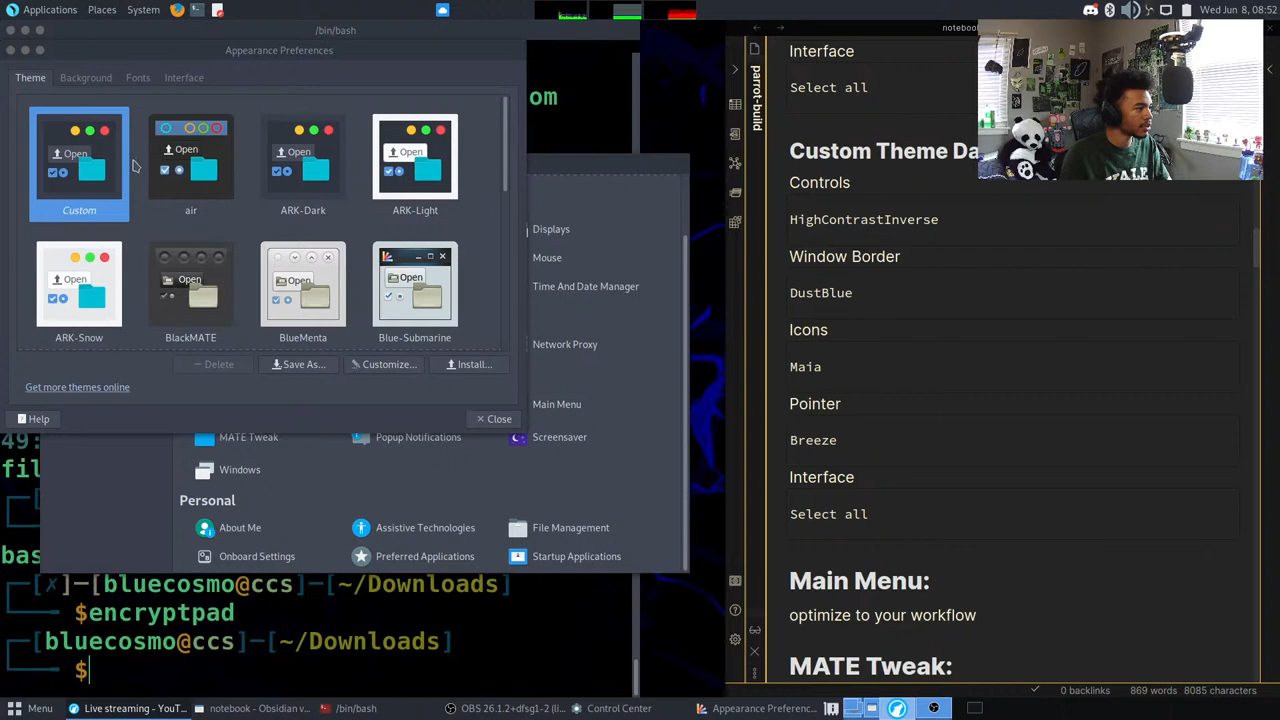 Applications Places System
Wed Jun 8, 08:52
/bin/bash
Appearance Preferences
Theme Background Fonts Interface
Open Open Open Open
Custom air ARK-Dark ARK-Light
Open Open Open Open
ARK-Snow BlackMATE BlueMenta Blue-Submarine
Delete Save As... Customize... Install...
Get more themes online
Help Close
Displays
Mouse
Time And Date Manager
Network Proxy
Main Menu
MATE Tweak Popup Notifications Screensaver
Windows
Personal
About Me Assistive Technologies File Management
Onboard Settings Preferred Applications Startup Applications
om
49:
fil
bas
┌─[✗]─[bluecosmo@ccs]─[~/Downloads]
└── $encryptpad
┌─[bluecosmo@ccs]─[~/Downloads]
└── $
parrot-build
notebo
Interface
Select all
Custom Theme Da
Controls
HighContrastInverse
Window Border
DustBlue
Icons
Maia
Pointer
Breeze
Interface
Select all
Main Menu:
optimize to your workflow
MATE Tweak:
0 backlinks 869 words 8085 characters
Menu Live streaming - YouT... notebook - Obsidian v... /bin/bash OBS 26.1.2+dfsg1-2 (li... Control Center Appearance Preferenc...